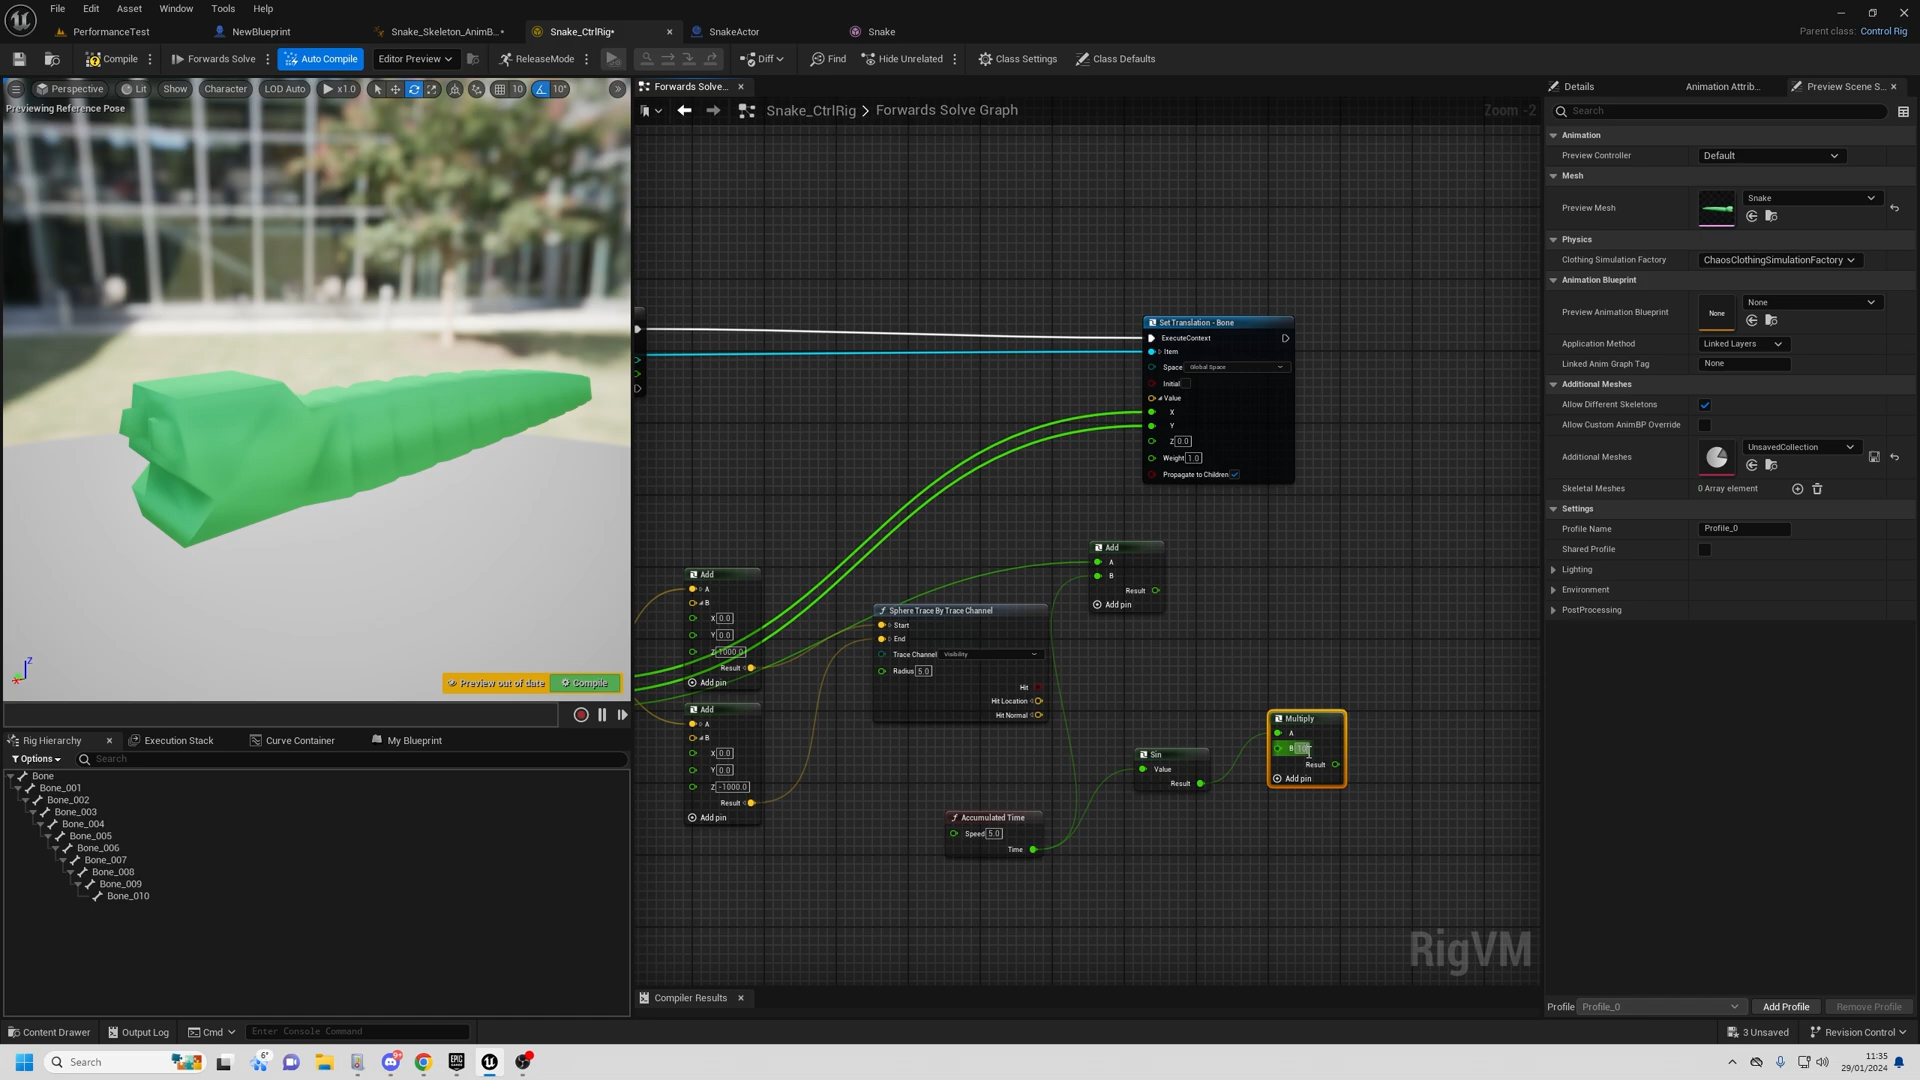 File Edit Asset Window Tools Help
PerformanceTest NewBlueprint Snake_Skeleton_AnimB...* Snake_CtrlRig* SnakeActor Snake
Parent class: Control Rig
Compile Forwards Solve Auto Compile Editor Preview ReleaseMode Diff Find Hide Unrelated Class Settings Class Defaults
Perspective Lit Show Character LOD Auto x1.0 10 10°
Previewing Reference Pose
Preview out of date Compile
Z
Rig Hierarchy Execution Stack Curve Container My Blueprint
Options Search
Bone
Bone_001
Bone_002
Bone_003
Bone_004
Bone_005
Bone_006
Bone_007
Bone_008
Bone_009
Bone_010
Forwards Solve...
Snake_CtrlRig > Forwards Solve Graph
Zoom -2
Set Translation - Bone
ExecuteContext
Item
Space Global Space
Initial
Value
X
Y
Z 0.0
Weight 1.0
Propagate to Children
Add
A
B
Result
Add pin
Add
A
B
X 0.0
Y 0.0
Z 1000.0
Result
Add pin
Sphere Trace By Trace Channel
Start
End
Trace Channel Visibility
Radius 5.0
Hit
Hit Location
Hit Normal
Add
A
B
X 0.0
Y 0.0
Z -1000.0
Result
Add pin
Multiply
A
B
Result
Add pin
Sin
Value
Result
Accumulated Time
Speed 5.0
Time
RigVM
Compiler Results
Details Animation Attrib... Preview Scene S...
Search
Animation
Preview Controller Default
Mesh
Preview Mesh Snake
Physics
Clothing Simulation Factory ChaosClothingSimulationFactory
Animation Blueprint
Preview Animation Blueprint None None
Application Method Linked Layers
Linked Anim Graph Tag None
Additional Meshes
Allow Different Skeletons
Allow Custom AnimBP Override
Additional Meshes UnsavedCollection
Skeletal Meshes 0 Array element
Settings
Profile Name Profile_0
Shared Profile
Lighting
Environment
PostProcessing
Profile Profile_0 Add Profile Remove Profile
Content Drawer Output Log Cmd Enter Console Command 3 Unsaved Revision Control
Search 6° 9+ EPIC GAMES 11:35
29/01/2024